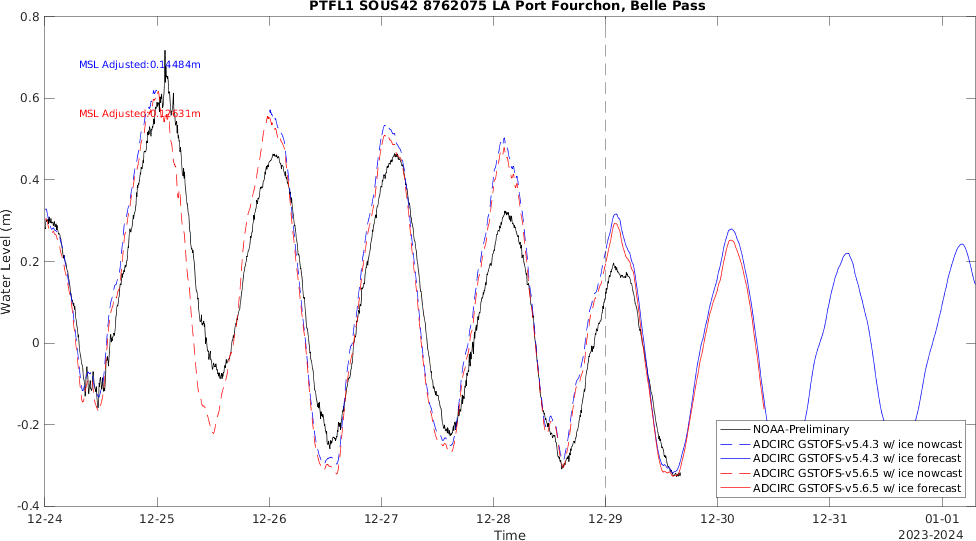 PTFL1 SOUS42 8762075 LA Port Fourchon, Belle Pass
0.8
0.6
0.4
0.2
0
-0.2
-0.4
Water Level (m)
MSL Adjusted:0.14484m
MSL Adjusted:0.12631m
NOAA-Preliminary
ADCIRC GSTOFS-v5.4.3 w/ ice nowcast
ADCIRC GSTOFS-v5.4.3 w/ ice forecast
ADCIRC GSTOFS-v5.6.5 w/ ice nowcast
ADCIRC GSTOFS-v5.6.5 w/ ice forecast
12-24 12-25 12-26 12-27 12-28 12-29 12-30 12-31 01-01
Time
2023-2024